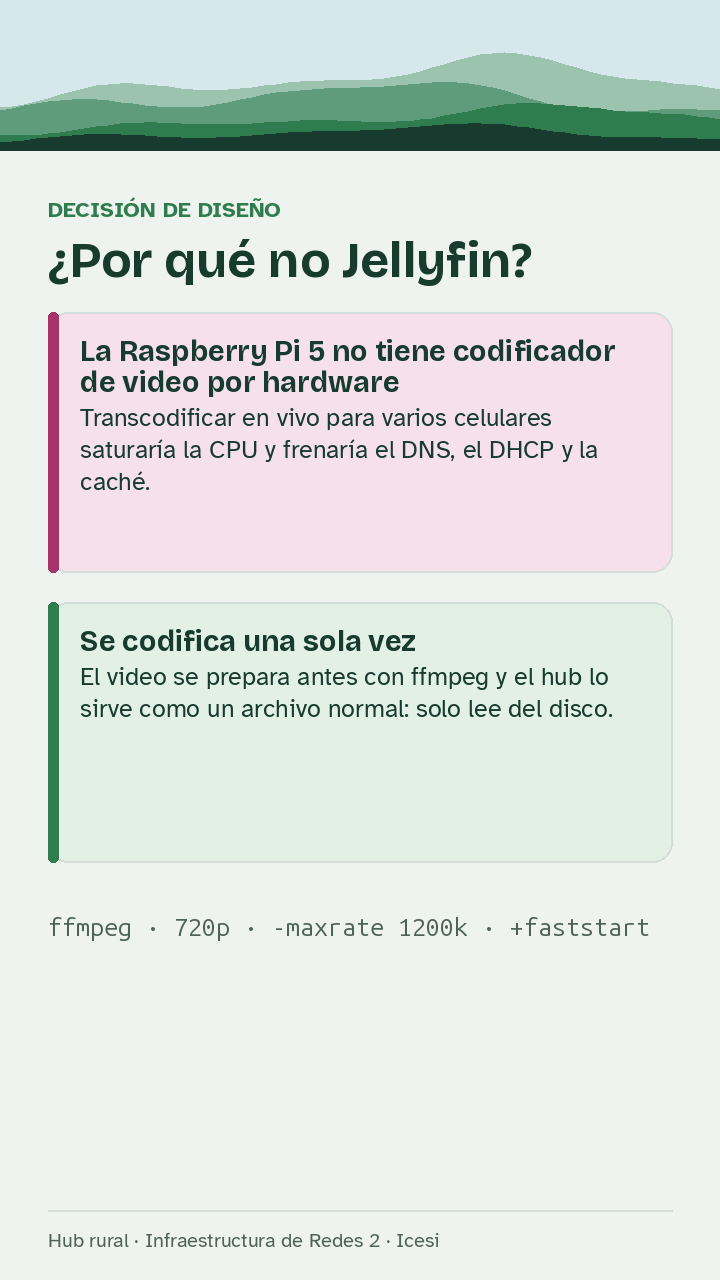 DECISIÓN DE DISEÑO
¿Por qué no Jellyfin?
La Raspberry Pi 5 no tiene codificador
de video por hardware
Transcodificar en vivo para varios celulares
saturaría la CPU y frenaría el DNS, el DHCP y la
caché.
Se codifica una sola vez
El video se prepara antes con ffmpeg y el hub lo
sirve como un archivo normal: solo lee del disco.
ffmpeg · 720p · -maxrate 1200k · +faststart
Hub rural · Infraestructura de Redes 2 · Icesi